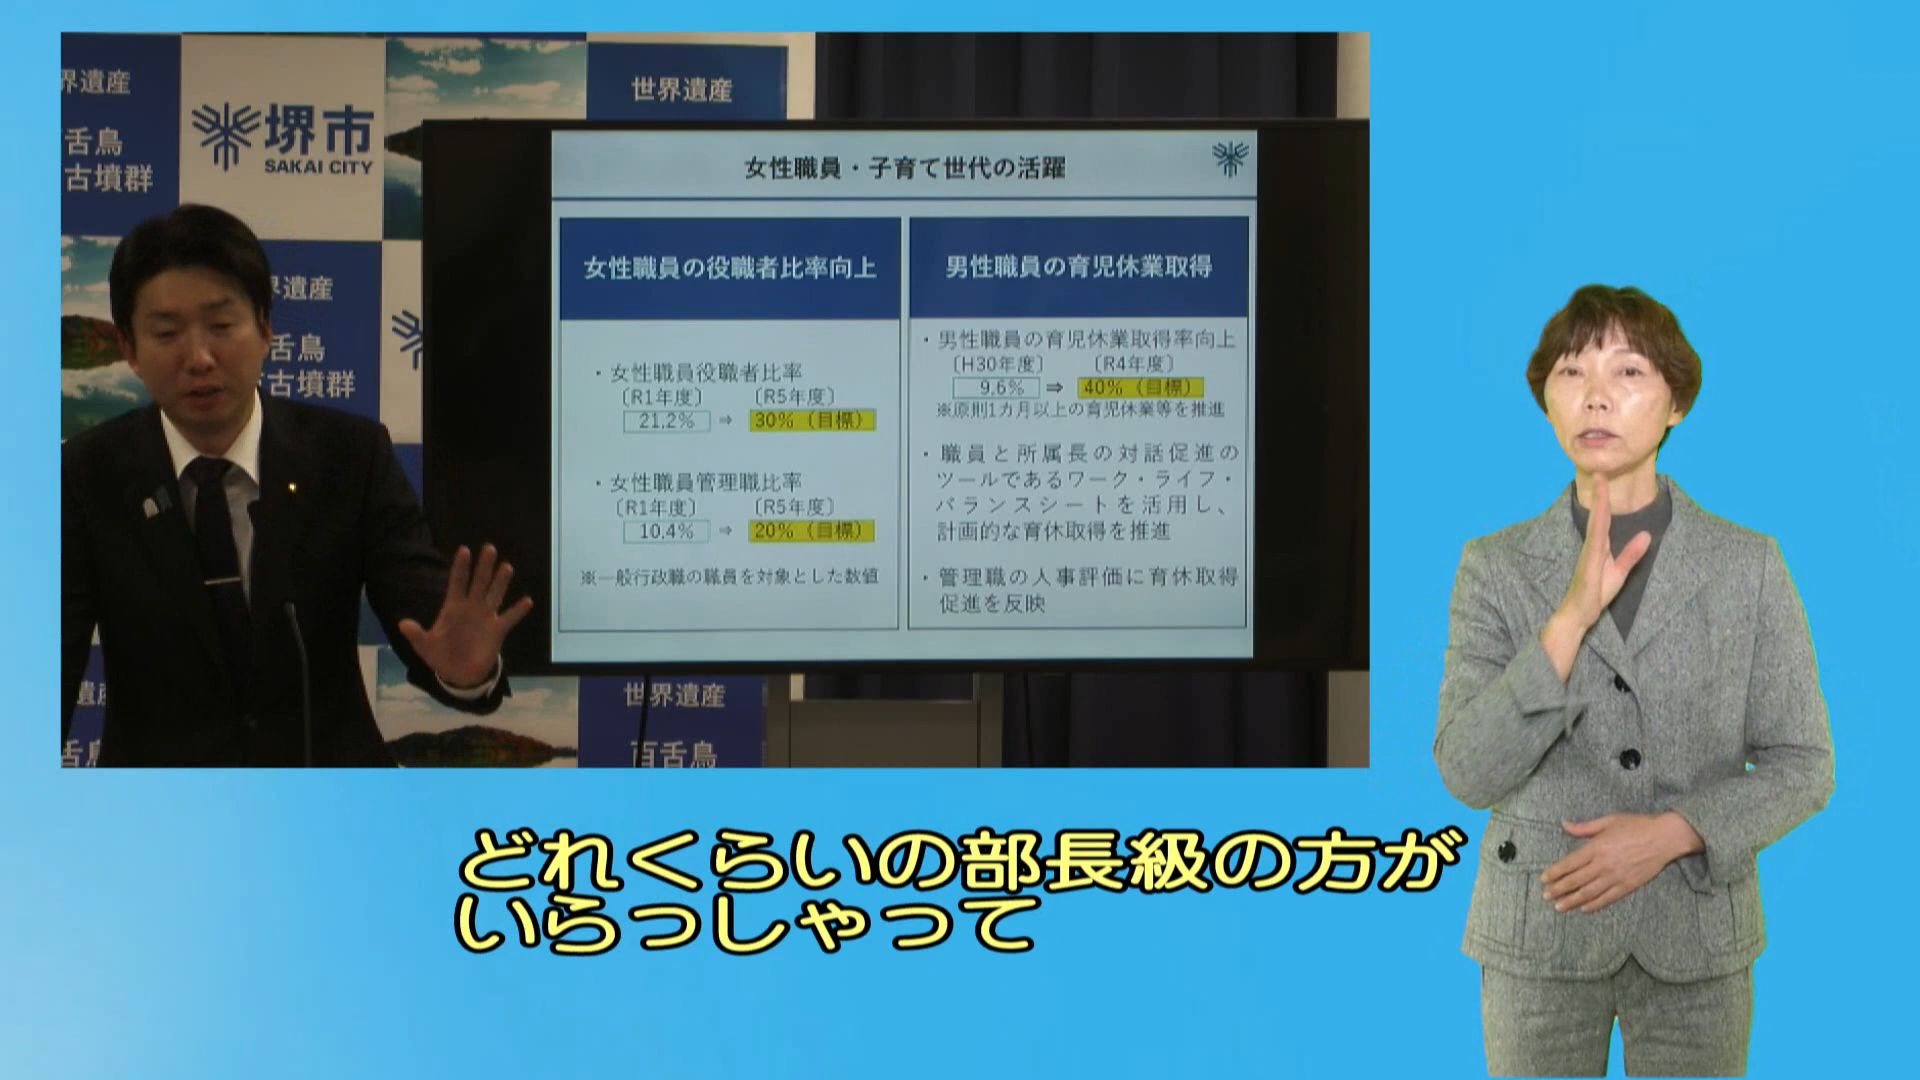 界遺産
舌鳥
古墳群
堺市
SAKAI CITY
世界遺産
遺産
舌鳥
古墳群
世界遺産
百舌鳥
女性職員・子育て世代の活躍
女性職員の役職者比率向上
・女性職員役職者比率
〔R1年度〕 〔R5年度〕
21.2% ⇒ 30%（目標）
・女性職員管理職比率
〔R1年度〕 〔R5年度〕
10.4% ⇒ 20%（目標）
※一般行政職の職員を対象とした数値
男性職員の育児休業取得
・男性職員の育児休業取得率向上
〔H30年度〕 〔R4年度〕
9.6% ⇒ 40%（目標）
※原則1カ月以上の育児休業等を推進
・職員と所属長の対話促進の
ツールであるワーク・ライフ・
バランスシートを活用し、
計画的な育休取得を推進
・管理職の人事評価に育休取得
促進を反映
どれくらいの部長級の方が
いらっしゃって